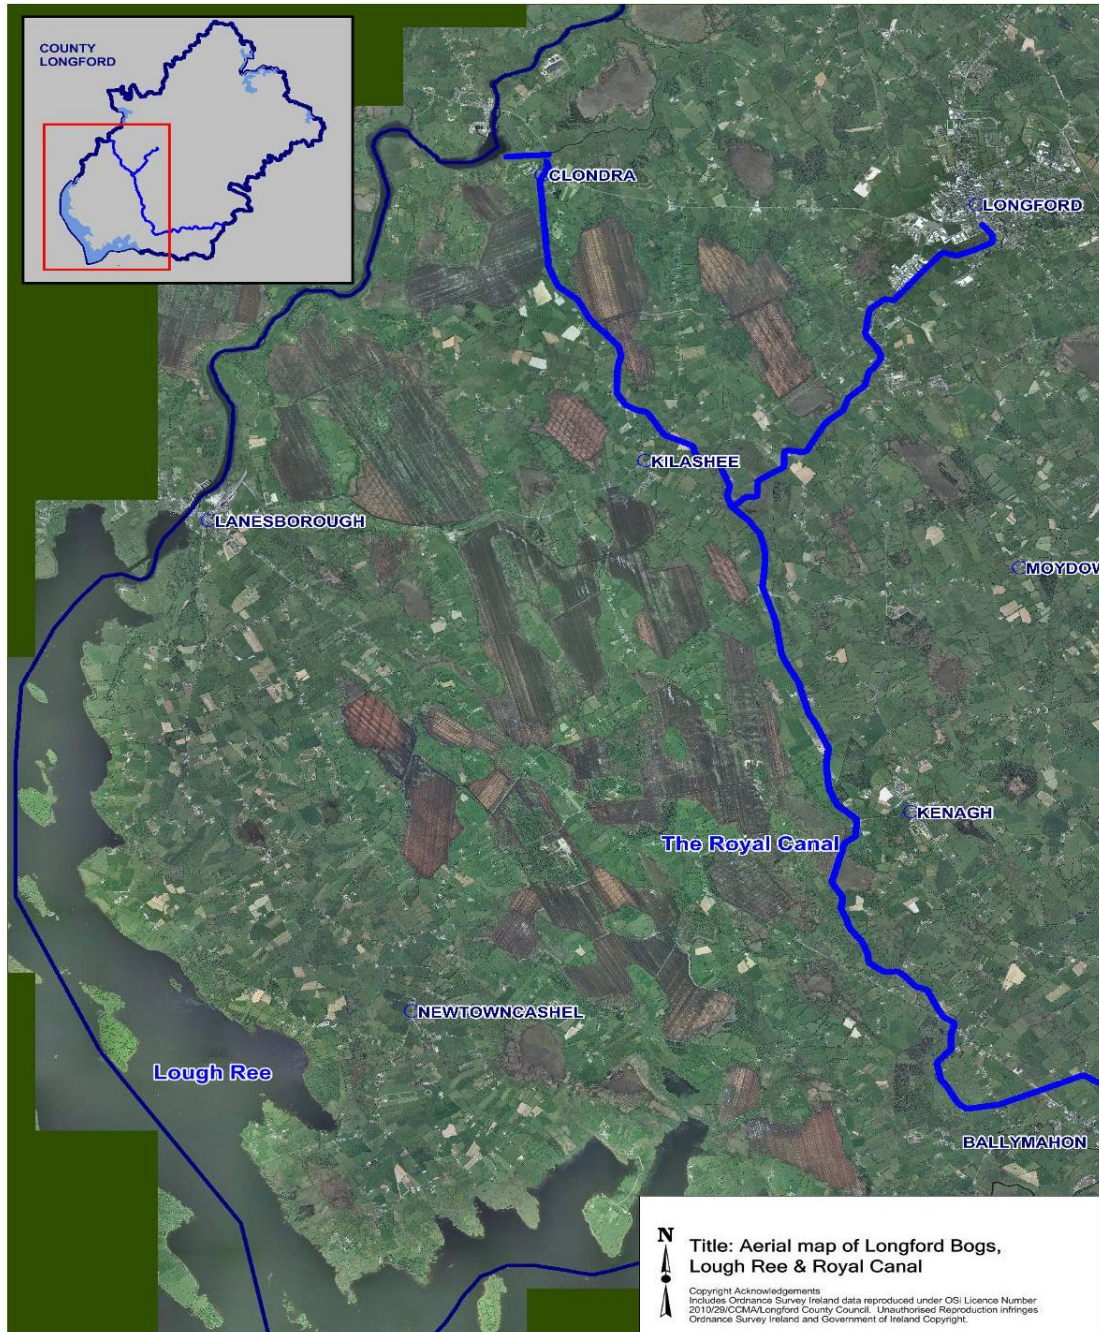 COUNTY
LONGFORD
CLONDRA
LONGFORD
KILASHEE
LANESBOROUGH
MOYDOW
KENAGH
The Royal Canal
NEWTOWNCASHEL
Lough Ree
BALLYMAHON
N
Title: Aerial map of Longford Bogs,
Lough Ree & Royal Canal
Copyright Acknowledgements
Includes Ordnance Survey Ireland data reproduced under OSi Licence Number
2010/29/CCMA/Longford County Council. Unauthorised Reproduction infringes
Ordnance Survey Ireland and Government of Ireland Copyright.